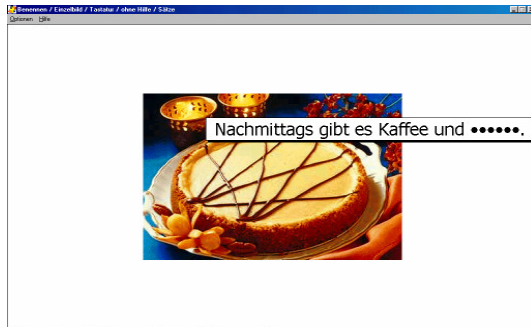 Benennen / Einzelbild / Tastatur / ohne Hilfe / Sätze
Optionen Hilfe
Nachmittags gibt es Kaffee und ••••••.